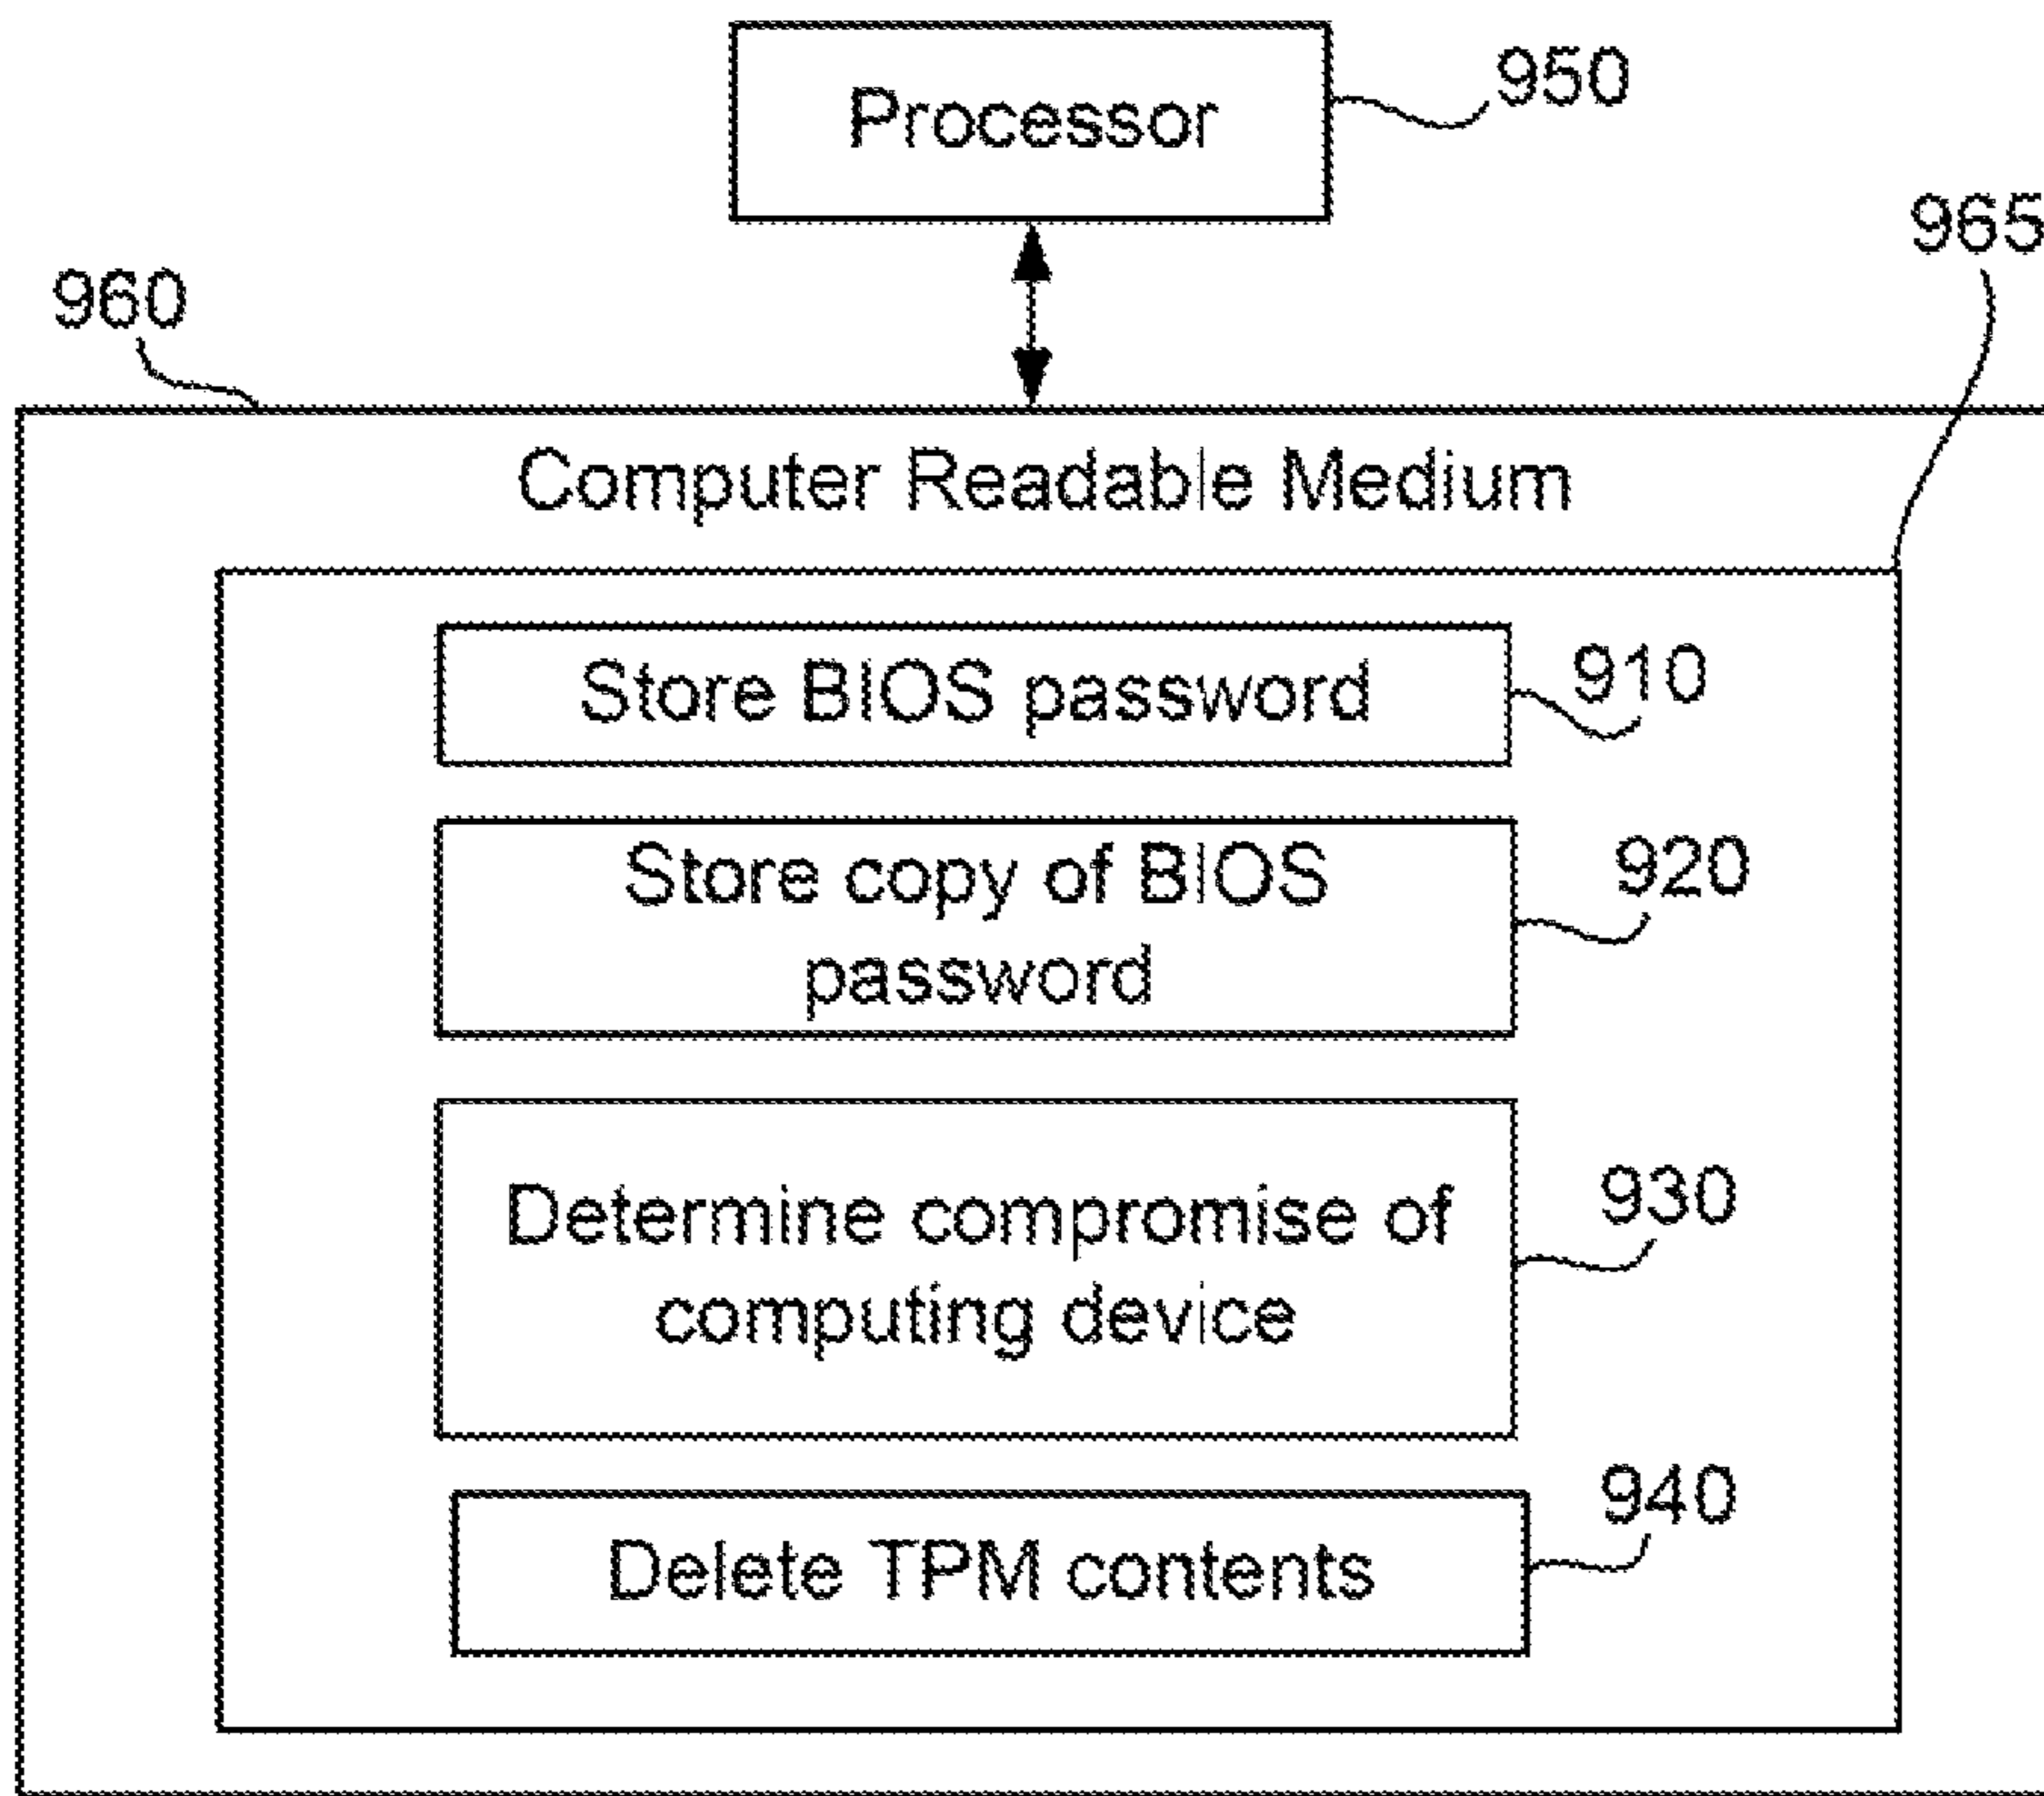 Processor
950
965
960
Computer Readable Medium
Store BIOS password
910
Store copy of BIOS
password
920
Determine compromise of
computing device
930
Delete TPM contents
940